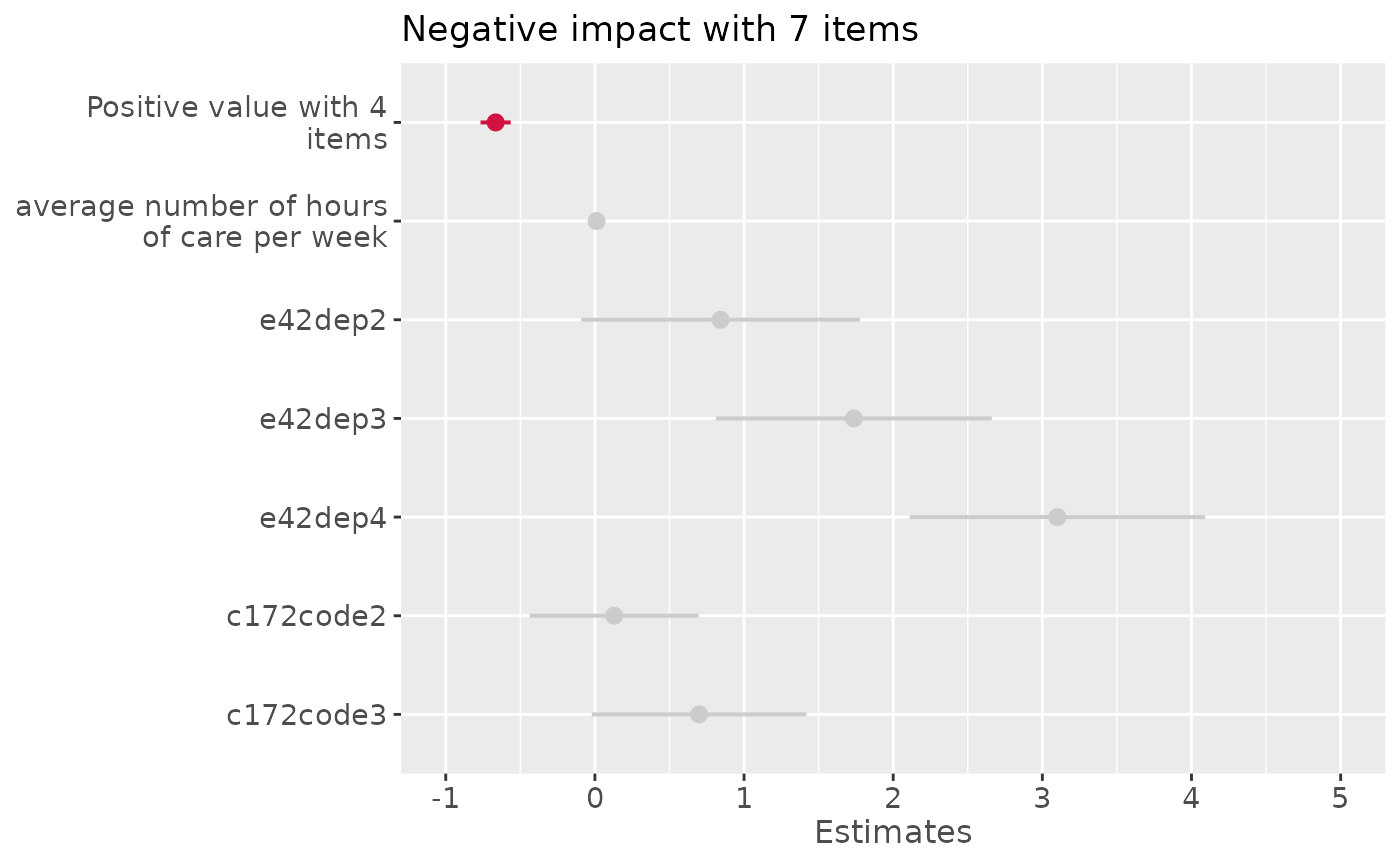 Negative impact with 7 items
Positive value with 4
items
average number of hours
of care per week
e42dep2
e42dep3
e42dep4
c172code2
c172code3
-1 0 1 2 3 4 5
Estimates